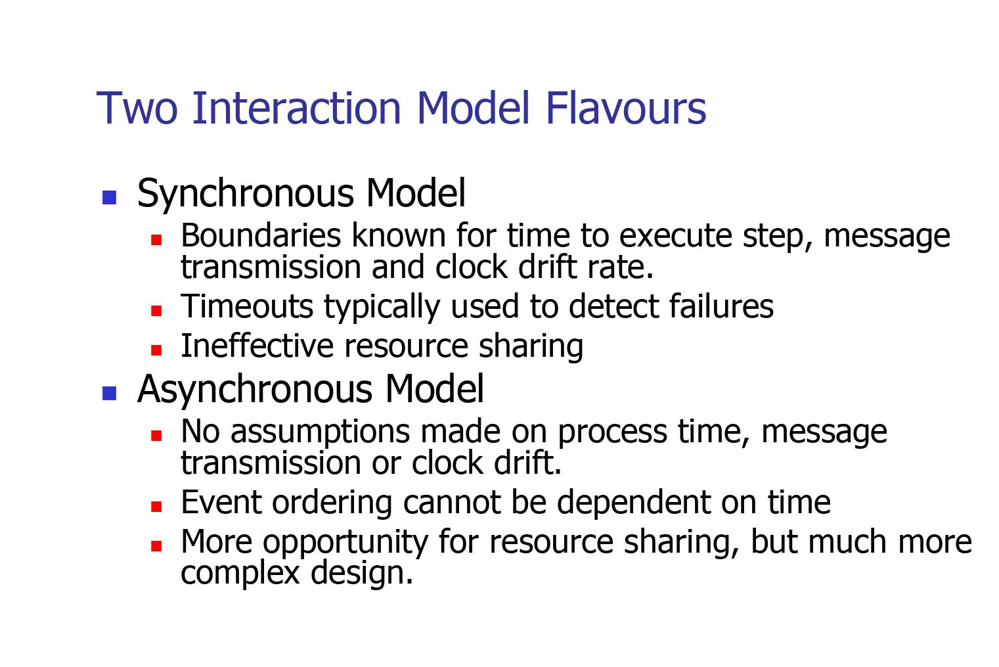 Two Interaction Model Flavours
Synchronous Model
Boundaries known for time to execute step, message
transmission and clock drift rate.
Timeouts typically used to detect failures
Ineffective resource sharing
Asynchronous Model
No assumptions made on process time, message
transmission or clock drift.
Event ordering cannot be dependent on time
More opportunity for resource sharing, but much more
complex design.